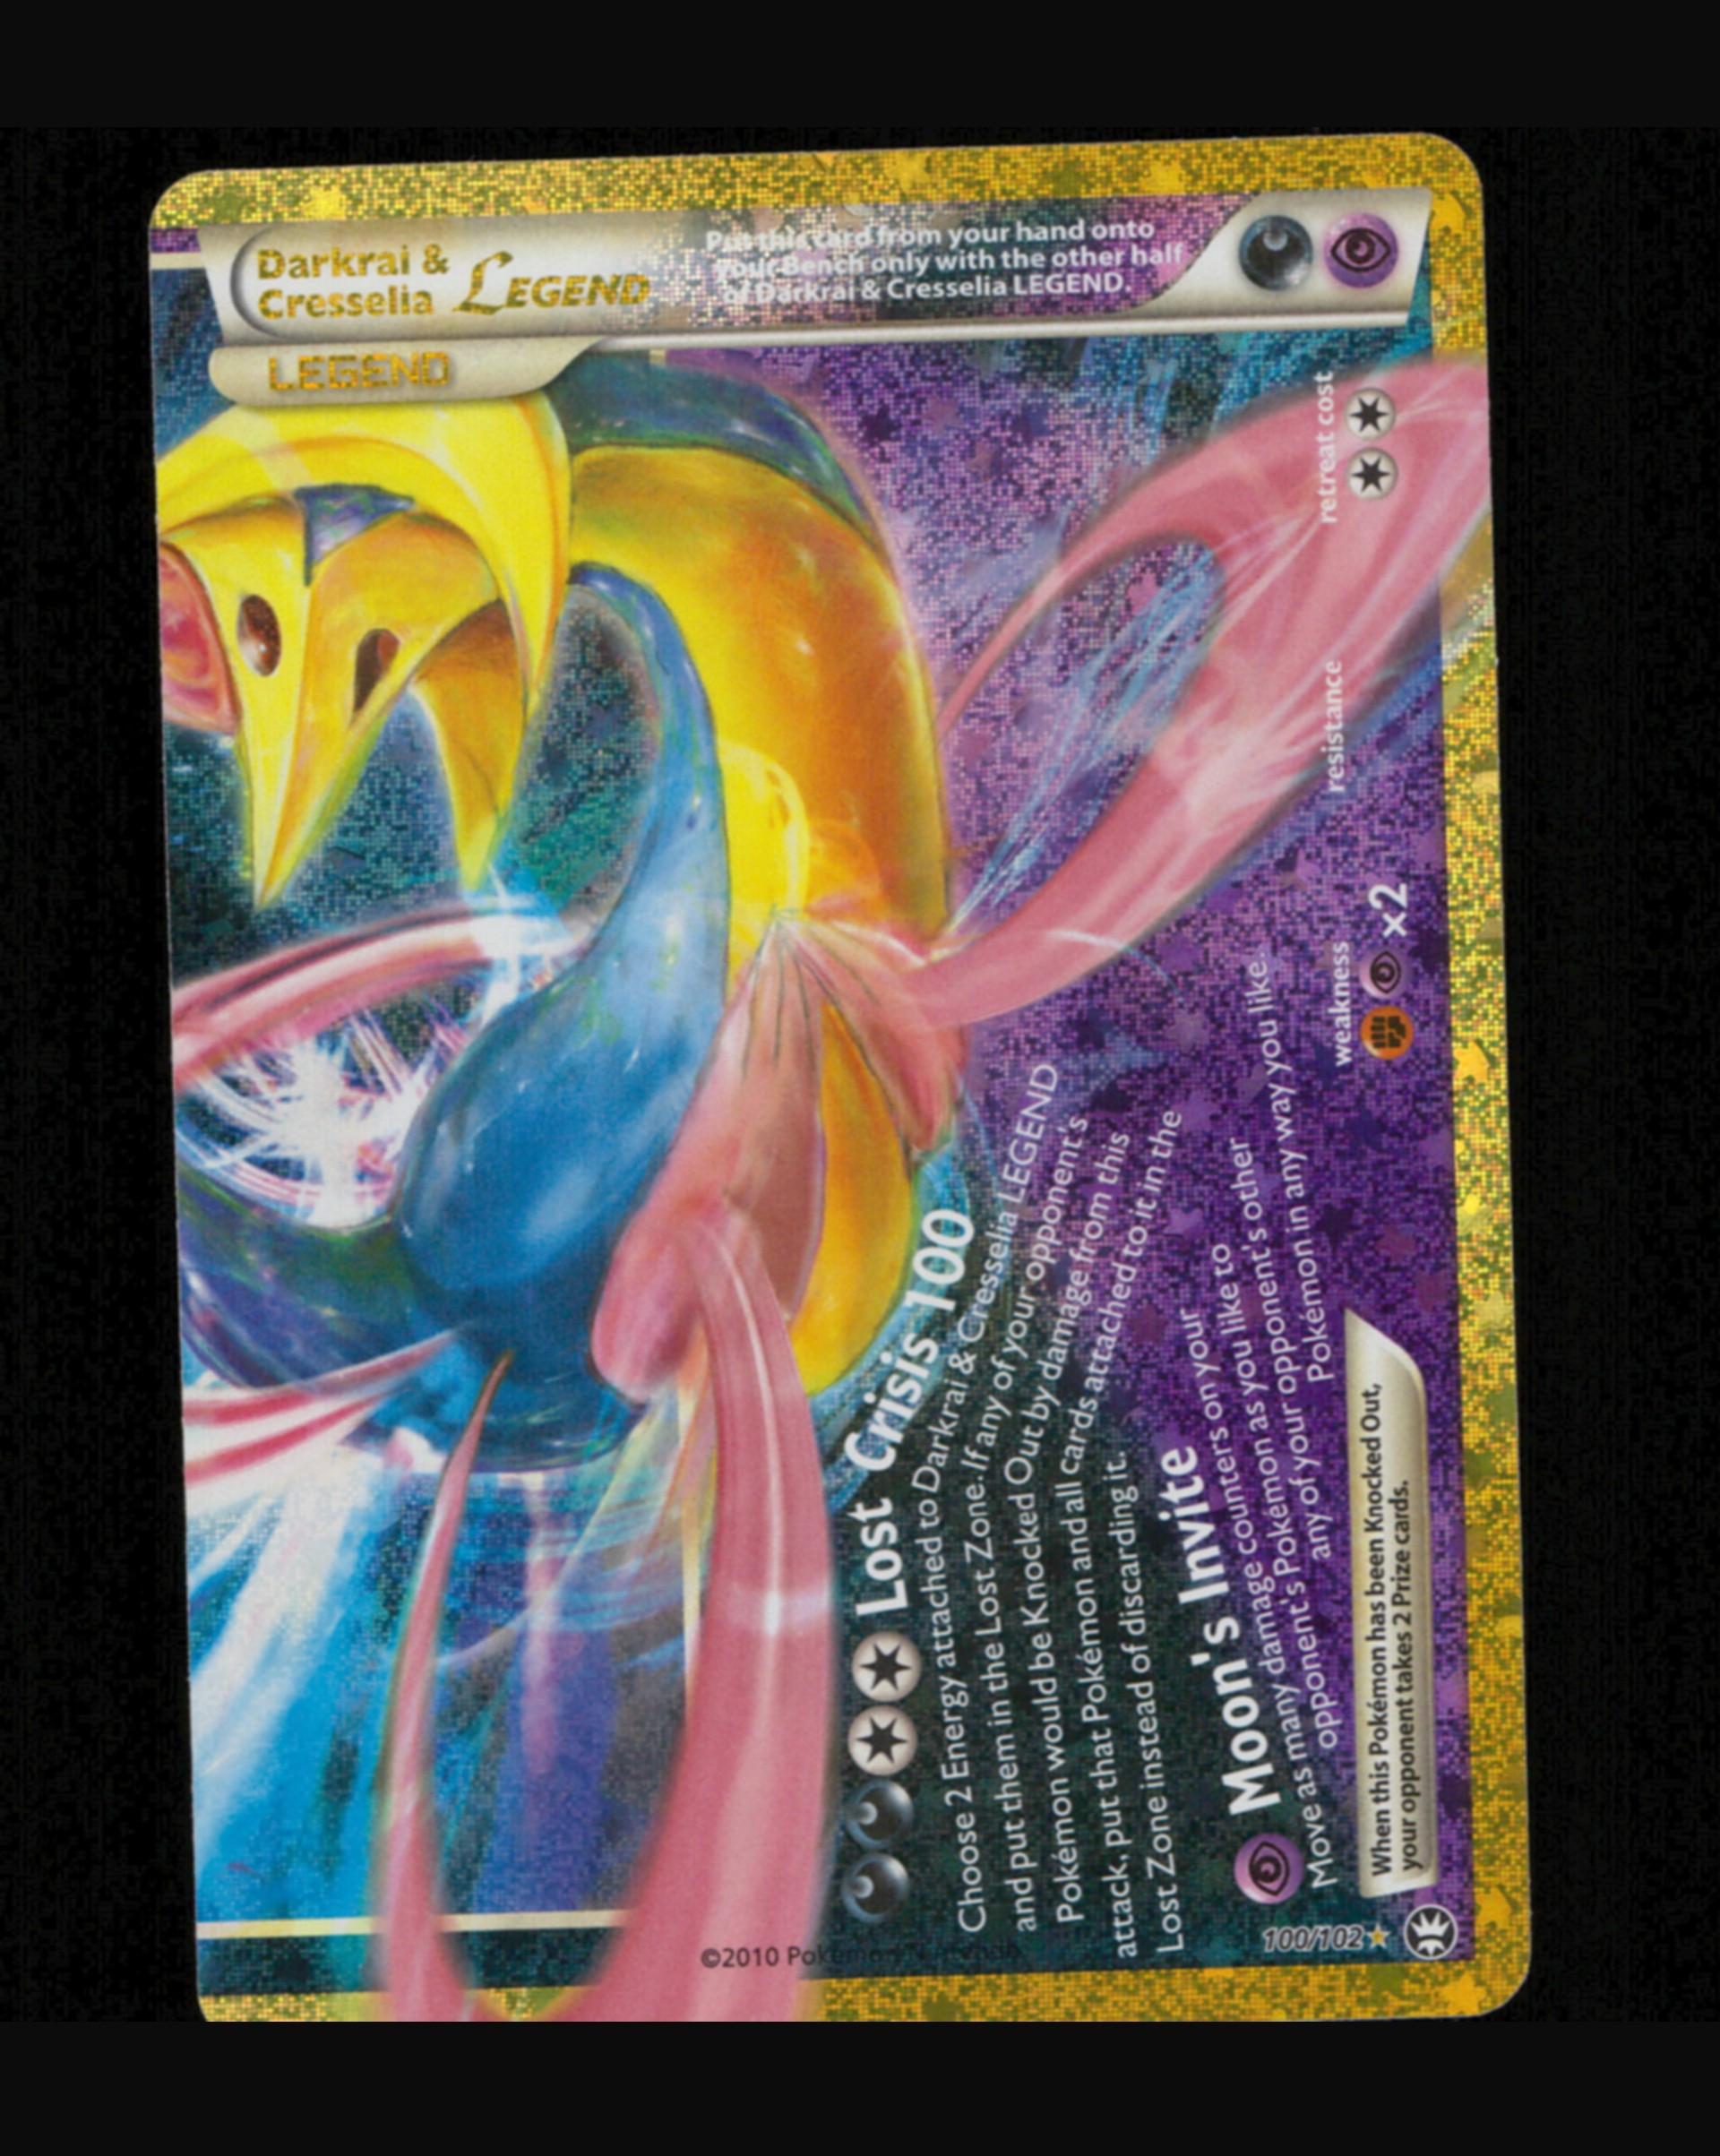 Darkrai &
Cresselia LEGEND
Put this card from your hand onto
your Bench only with the other half
of Darkrai & Cresselia LEGEND.
LEGEND
Lost Crisis 100
Choose 2 Energy attached to Darkrai & Cresselia LEGEND
and put them in the Lost Zone. If any of your opponent's
Pokémon would be Knocked Out by damage from this
attack, put that Pokémon and all cards attached to it in the
Lost Zone instead of discarding it.
Moon's Invite
Move as many damage counters on your
opponent's Pokémon as you like to
any of your opponent's other
Pokémon in any way you like.
weakness
×2
resistance
retreat cost
When this Pokémon has been Knocked Out,
your opponent takes 2 Prize cards.
©2010 Pokémon/Nintendo
100/102